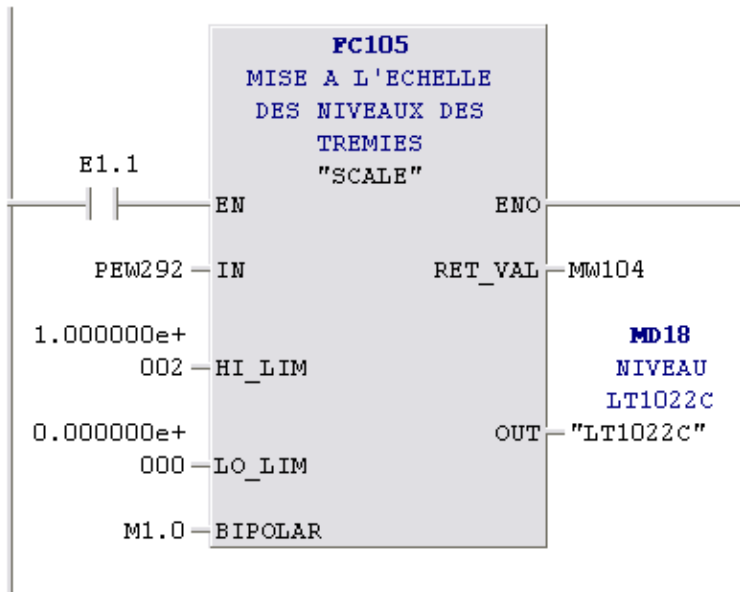 FC105
MISE A L'ECHELLE
DES NIVEAUX DES
TREMIES
"SCALE"
E1.1
EN
ENO
PEW292
IN
RET_VAL
MW104
1.000000e+
002
HI_LIM
MD18
NIVEAU
LT1022C
OUT
"LT1022C"
0.000000e+
000
LO_LIM
M1.0
BIPOLAR